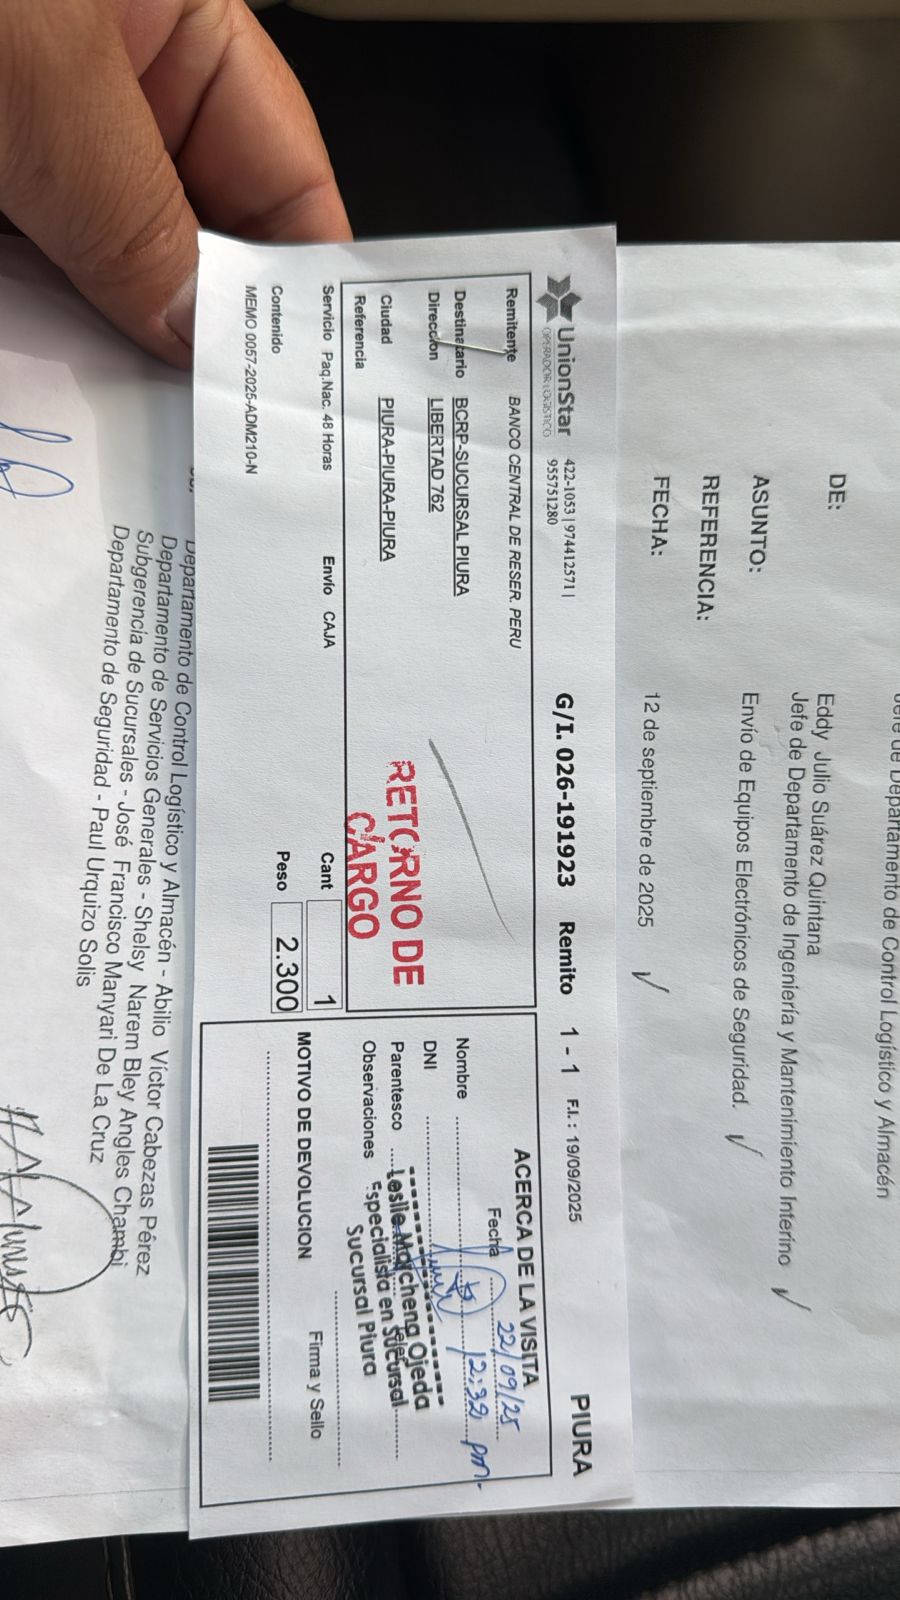 Jefe de Departamento de Control Logístico y Almacén
DE: Eddy Julio Suárez Quintana
Jefe de Departamento de Ingeniería y Mantenimiento Interino
ASUNTO: Envío de Equipos Electrónicos de Seguridad.
REFERENCIA:
FECHA: 12 de septiembre de 2025
UnionStar
OPERADOR LOGISTICO
422-1053 | 974412571 |
955751280
G/I. 026-191923 Remito 1 - 1 F.I.: 19/09/2025 PIURA
Remitente BANCO CENTRAL DE RESER. PERU
Destinatario BCRP-SUCURSAL PIURA
Dirección LIBERTAD 762
Ciudad PIURA-PIURA-PIURA
Referencia
RETORNO DE
CARGO
Servicio Paq.Nac. 48 Horas Envío CAJA Cant 1
Contenido Peso 2.300
MEMO 0057-2025-ADM210-N
ACERCA DE LA VISITA
Fecha 22/09/25
12:32 pm.
Nombre
DNI
Parentesco
Observaciones
Leslie Marchena Ojeda
Especialista en Sucursal
Sucursal Piura
MOTIVO DE DEVOLUCION
Firma y Sello
Departamento de Control Logístico y Almacén - Abilio Víctor Cabezas Pérez
Departamento de Servicios Generales - Shelsy Narem Bley Angles Chambi
Subgerencia de Sucursales - José Francisco Manyari De La Cruz
Departamento de Seguridad - Paul Urquizo Solis